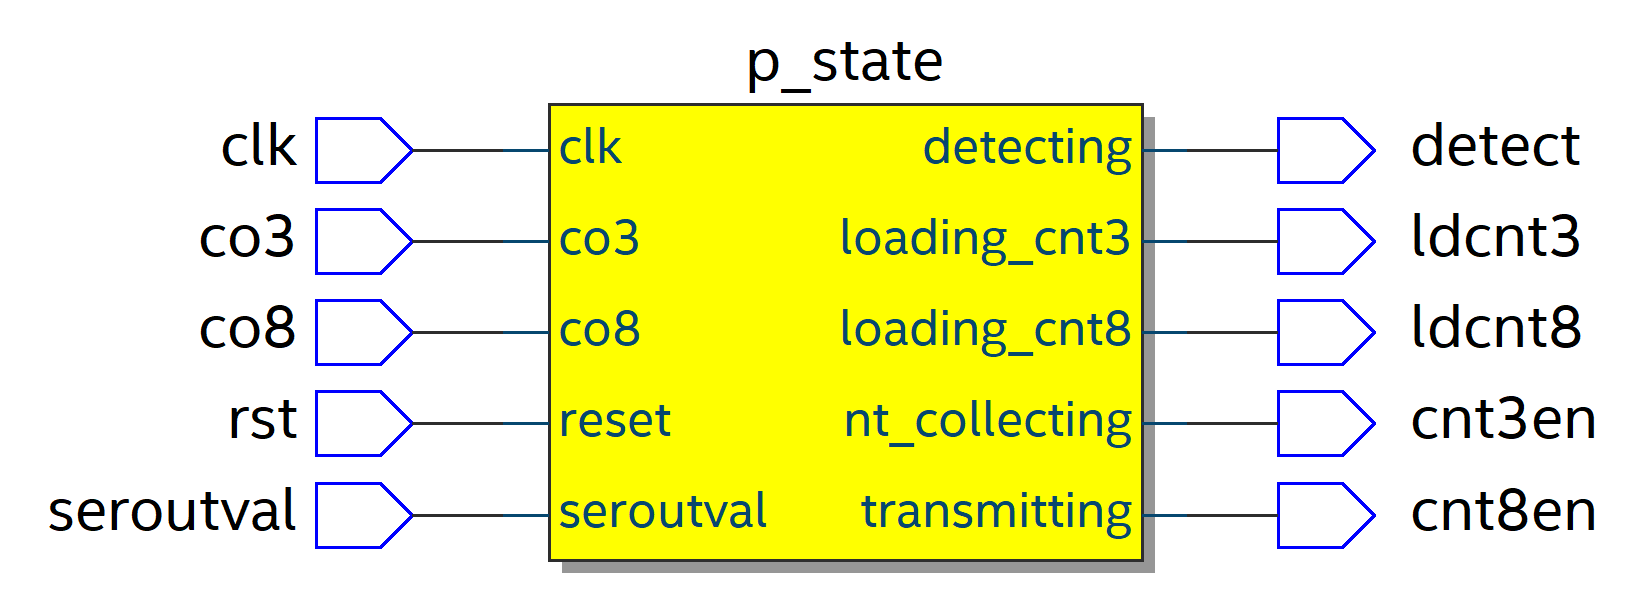 p_state
clk clk detecting detect
co3 co3 loading_cnt3 ldcnt3
co8 co8 loading_cnt8 ldcnt8
rst reset nt_collecting cnt3en
seroutval seroutval transmitting cnt8en